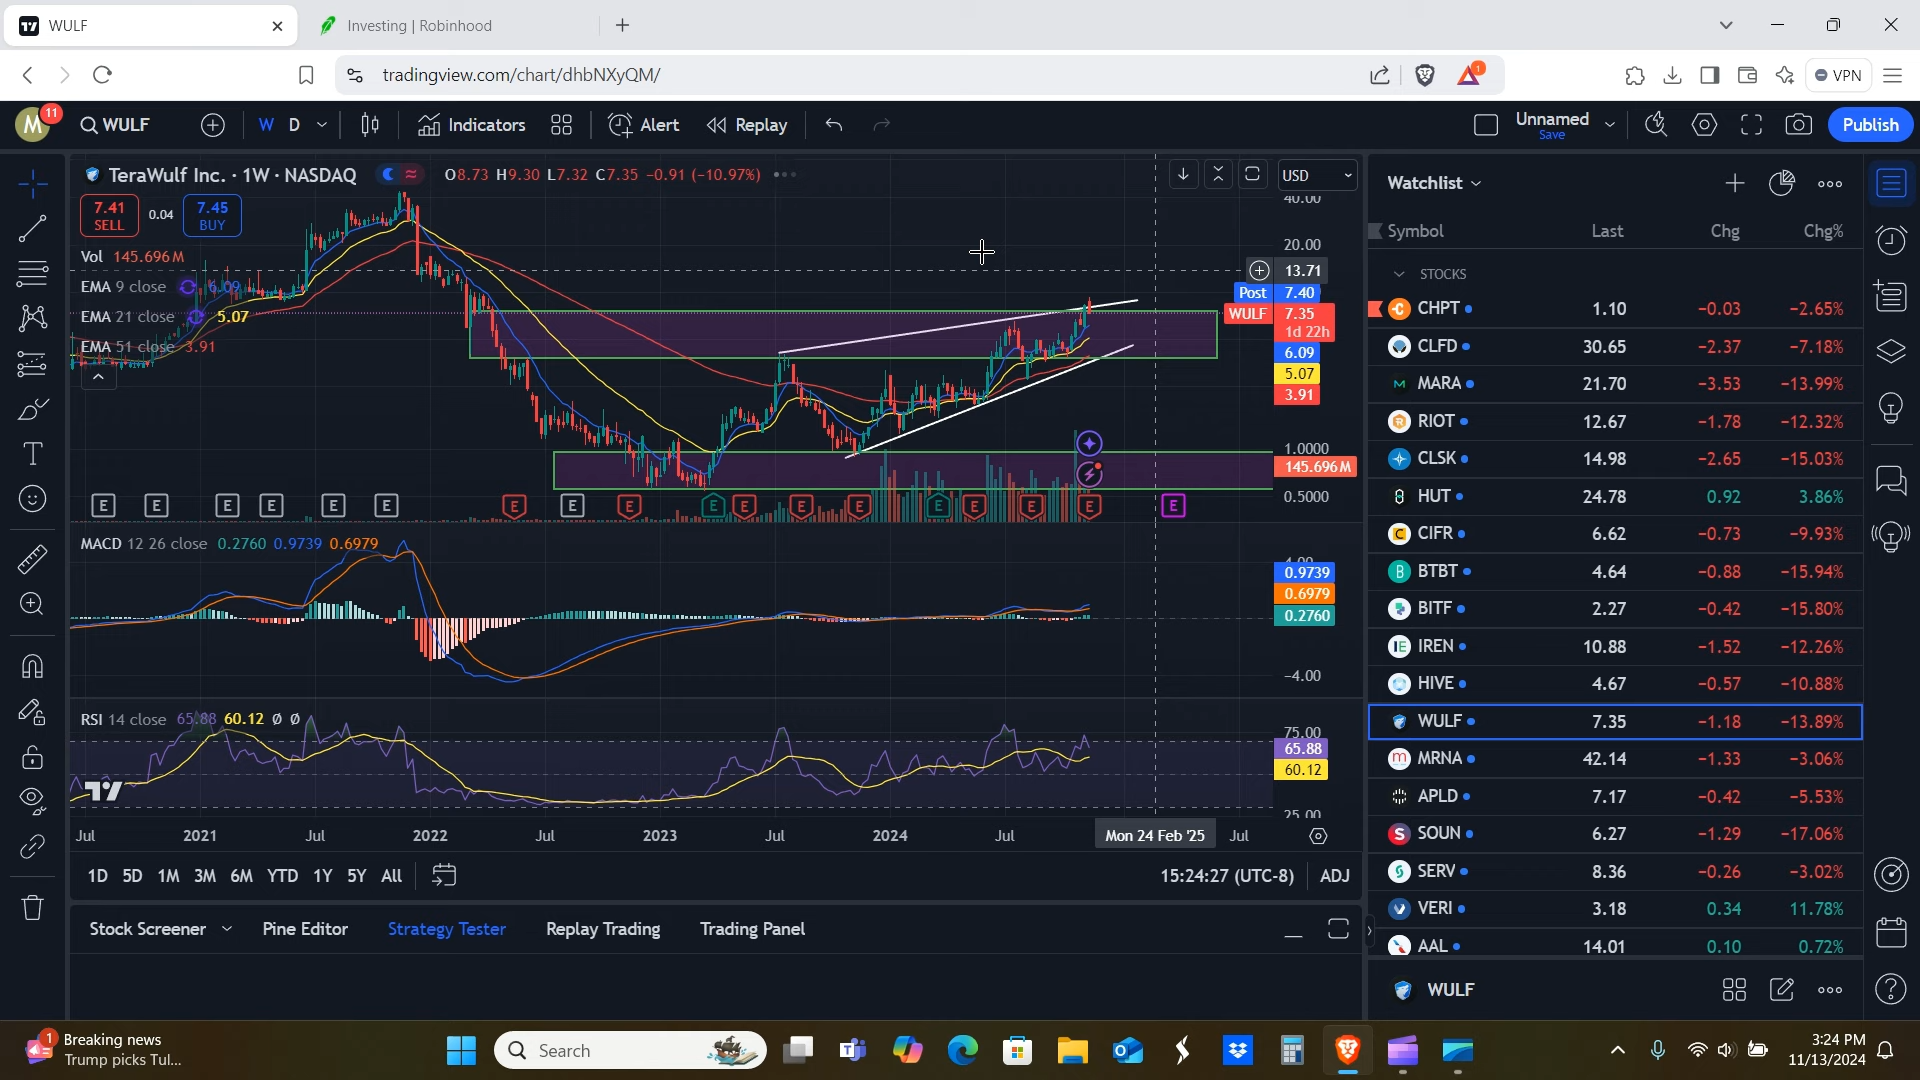 WULF
Investing | Robinhood
tradingview.com/chart/dhbNXyQM/
1
VPN
M
11
WULF
W
D
Indicators
Alert
Replay
Unnamed
Save
Publish
TeraWulf Inc. · 1W · NASDAQ
O8.73 H9.30 L7.32 C7.35 -0.91 (-10.97%)
USD
7.41
SELL
0.04
7.45
BUY
Vol 145.696M
EMA 9 close 6.09
EMA 21 close 5.07
EMA 51 close 3.91
40.00
20.00
13.71
Post 7.40
WULF 7.35
1d 22h
6.09
5.07
3.91
1.0000
145.696M
0.5000
E E E E E E E E E E E E E E E E E E E
MACD 12 26 close 0.2760 0.9739 0.6979
4.00
0.9739
0.6979
0.2760
-4.00
RSI 14 close 65.88 60.12 Ø Ø
75.00
65.88
60.12
25.00
Jul 2021 Jul 2022 Jul 2023 Jul 2024 Jul Mon 24 Feb '25 Jul
1D 5D 1M 3M 6M YTD 1Y 5Y All
15:24:27 (UTC-8) ADJ
Stock Screener Pine Editor Strategy Tester Replay Trading Trading Panel
Watchlist
Symbol Last Chg Chg%
STOCKS
CHPT 1.10 -0.03 -2.65%
CLFD 30.65 -2.37 -7.18%
MARA 21.70 -3.53 -13.99%
RIOT 12.67 -1.78 -12.32%
CLSK 14.98 -2.65 -15.03%
HUT 24.78 0.92 3.86%
CIFR 6.62 -0.73 -9.93%
BTBT 4.64 -0.88 -15.94%
BITF 2.27 -0.42 -15.80%
IREN 10.88 -1.52 -12.26%
HIVE 4.67 -0.57 -10.88%
WULF 7.35 -1.18 -13.89%
MRNA 42.14 -1.33 -3.06%
APLD 7.17 -0.42 -5.53%
SOUN 6.27 -1.29 -17.06%
SERV 8.36 -0.26 -3.02%
VERI 3.18 0.34 11.78%
AAL 14.01 0.10 0.72%
WULF
1
Breaking news
Trump picks Tul...
Search
3:24 PM
11/13/2024